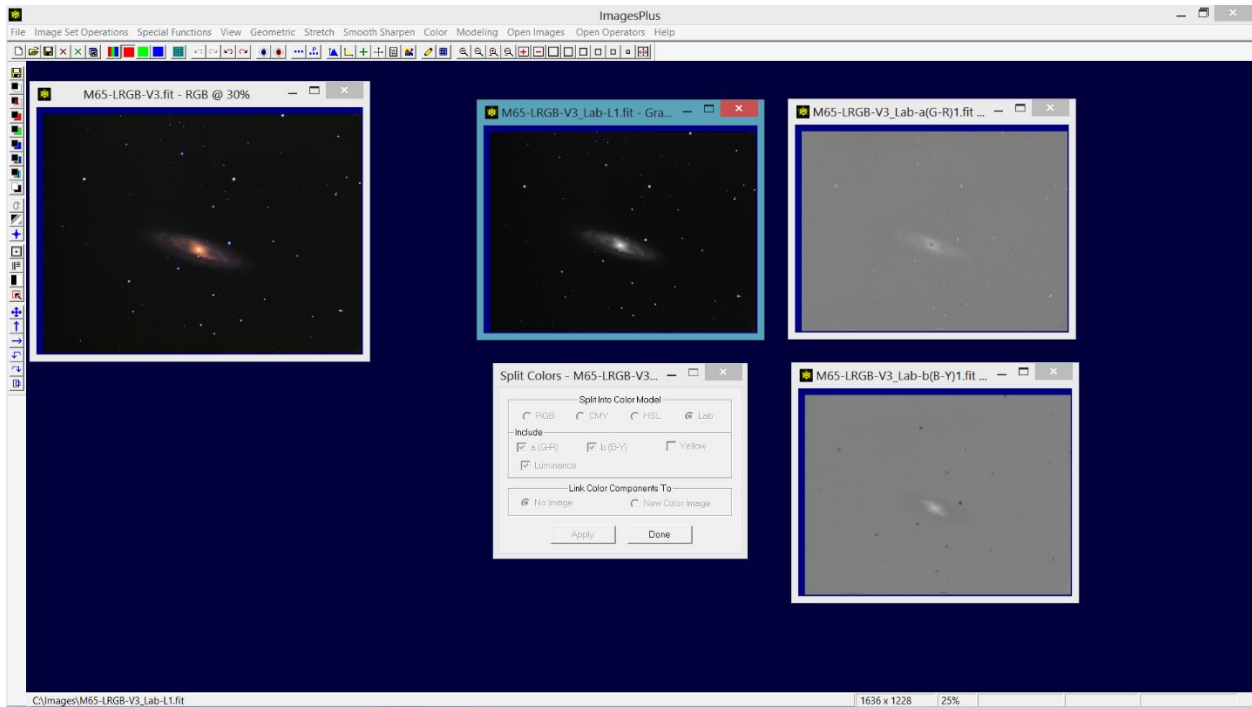 ImagesPlus
File Image Set Operations Special Functions View Geometric Stretch Smooth Sharpen Color Modeling Open Images Open Operators Help
M65-LRGB-V3.fit - RGB @ 30%
M65-LRGB-V3_Lab-L1.fit - Gra...
M65-LRGB-V3_Lab-a(G-R)1.fit ...
Split Colors - M65-LRGB-V3...
Split Into Color Model
RGB CMY HSL Lab
Include
a (G-R) b (B-Y) Yellow
Luminance
Link Color Components To
No Image New Color Image
Apply Done
M65-LRGB-V3_Lab-b(B-Y)1.fit ...
C:\Images\M65-LRGB-V3_Lab-L1.fit
1636 x 1228 25%